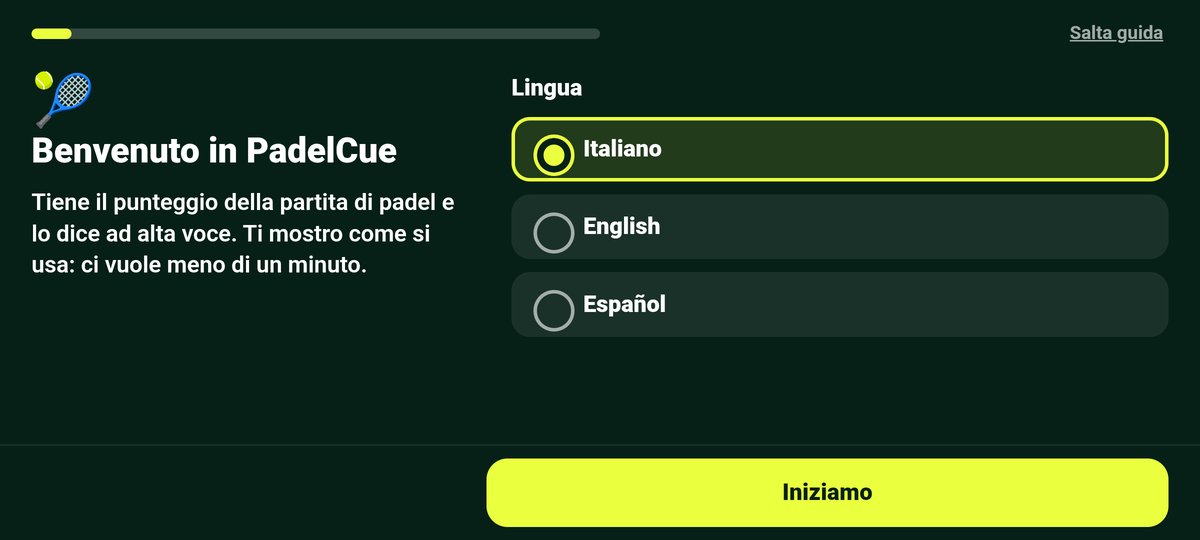 Salta guida
Benvenuto in PadelCue
Tiene il punteggio della partita di padel e
lo dice ad alta voce. Ti mostro come si
usa: ci vuole meno di un minuto.
Lingua
Italiano
English
Español
Iniziamo